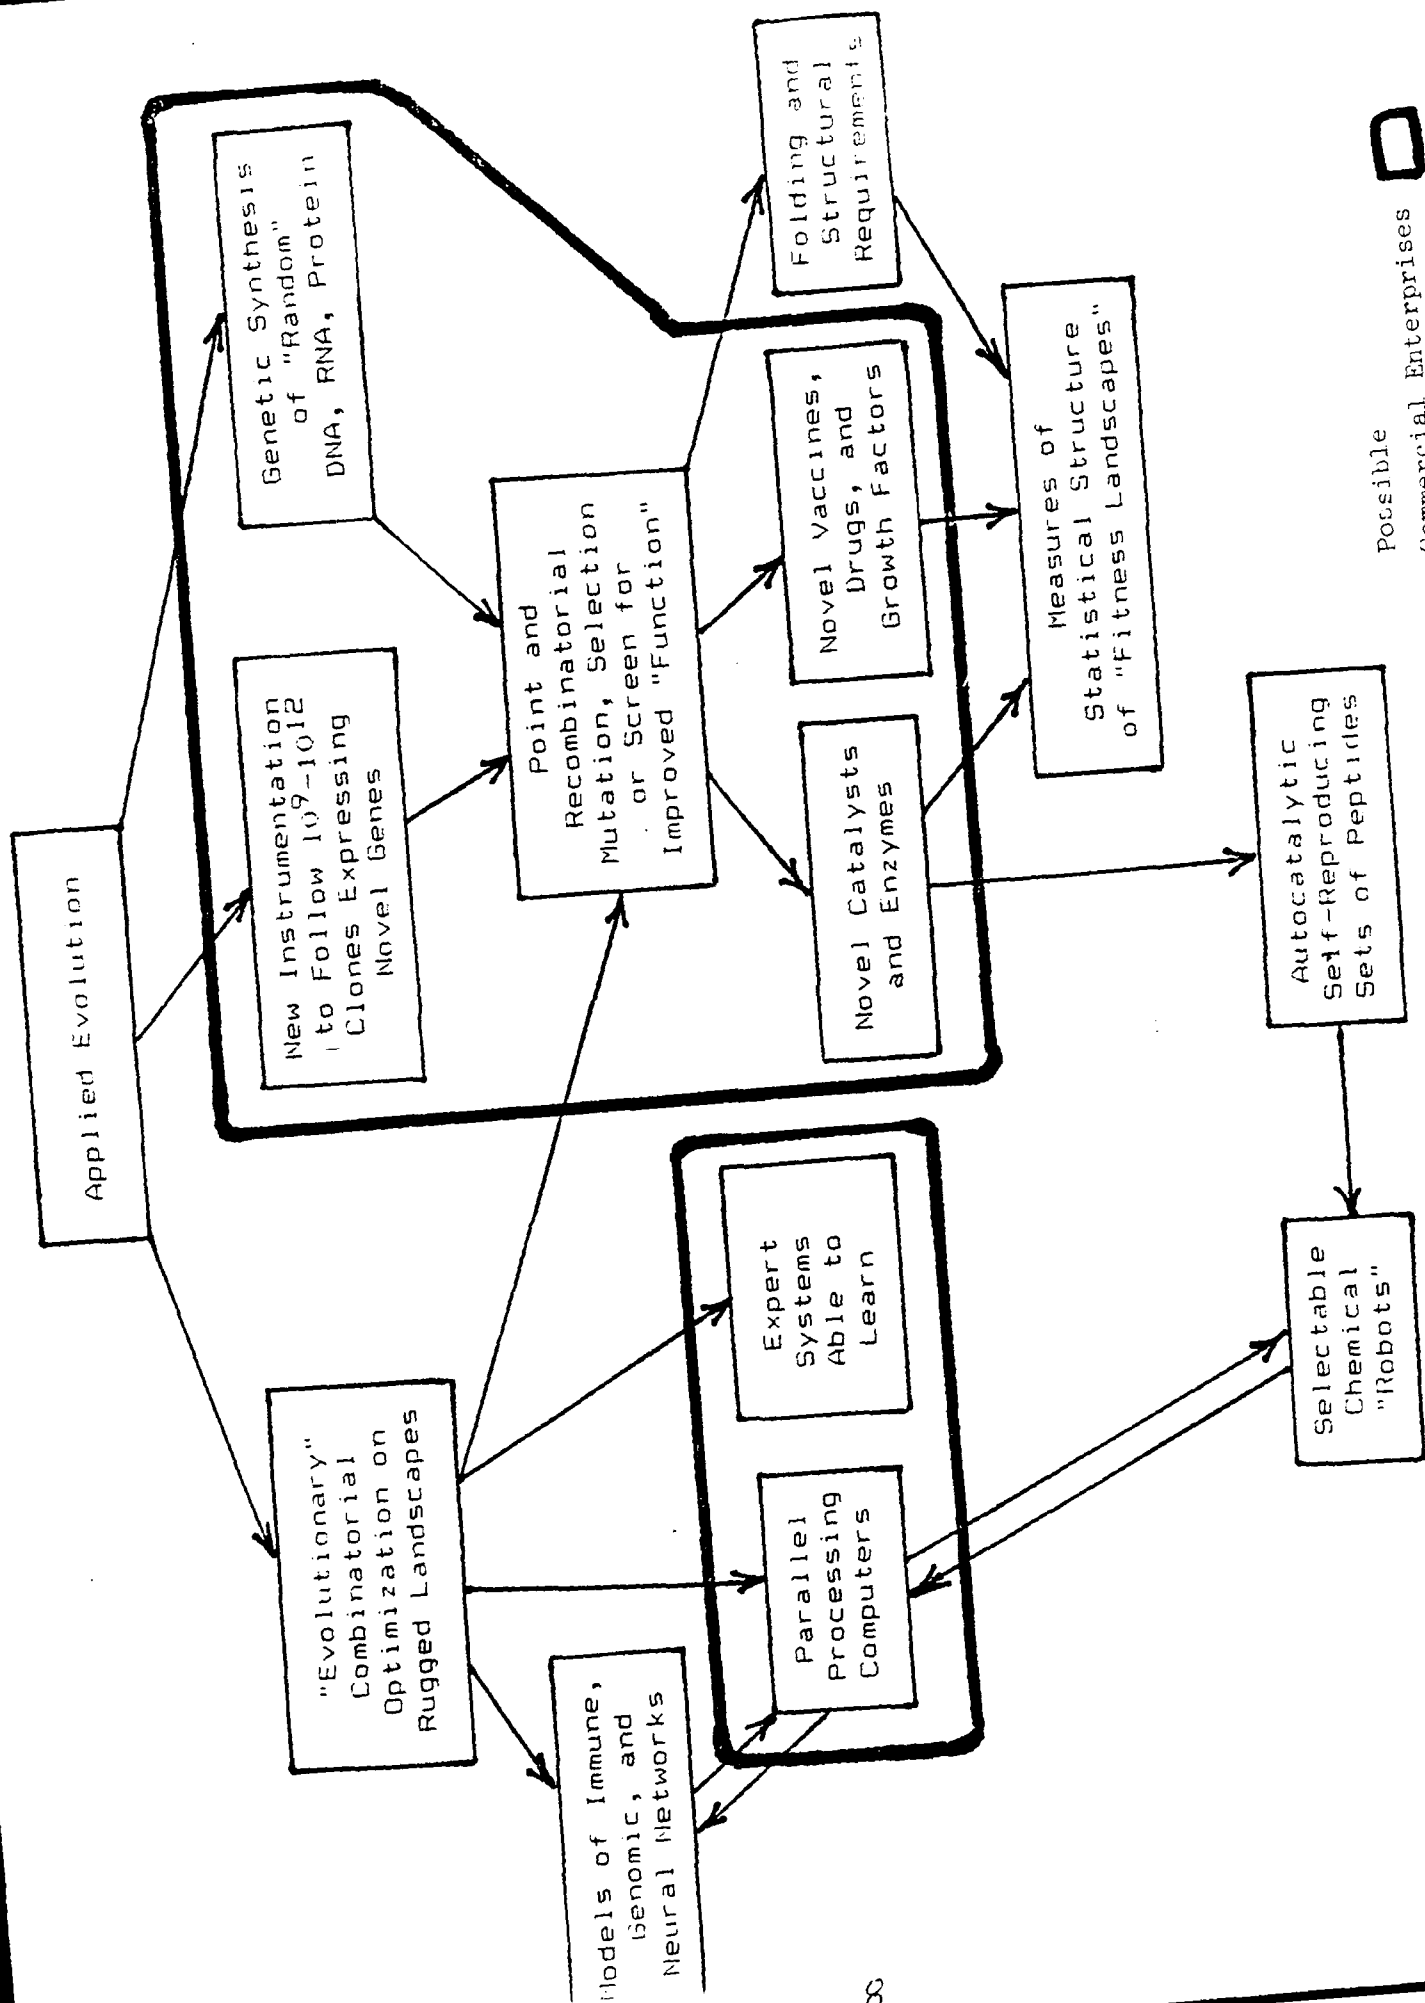 Applied Evolution
"Evolutionary"
Combinatorial
Optimization on
Rugged Landscapes
New Instrumentation
to Follow 10⁹-10¹²
Clones Expressing
Novel Genes
Genetic Synthesis
of "Random"
DNA, RNA, Protein
Point and
Recombinatorial
Mutation, Selection
or Screen for
Improved "Function"
Models of Immune,
Genomic, and
Neural Networks
Parallel
Processing
Computers
Expert
Systems
Able to
Learn
Novel Catalysts
and Enzymes
Novel Vaccines,
Drugs, and
Growth Factors
Folding and
Structural
Requirements
Measures of
Statistical Structure
of "Fitness Landscapes"
Selectable
Chemical
"Robots"
Autocatalytic
Self-Reproducing
Sets of Peptides
Possible
Commercial Enterprises
8